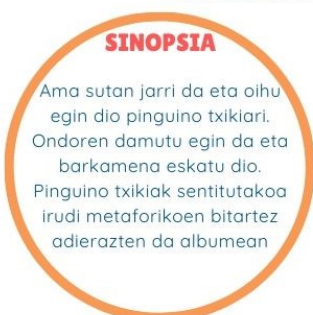 SINOPSIA
Ama sutan jarri da eta oihu
egin dio pinguino txikiari.
Ondoren damutu egin da eta
barkamena eskatu dio.
Pinguino txikiak sentitutakoa
irudi metaforikoen bitartez
adierazten da albumean